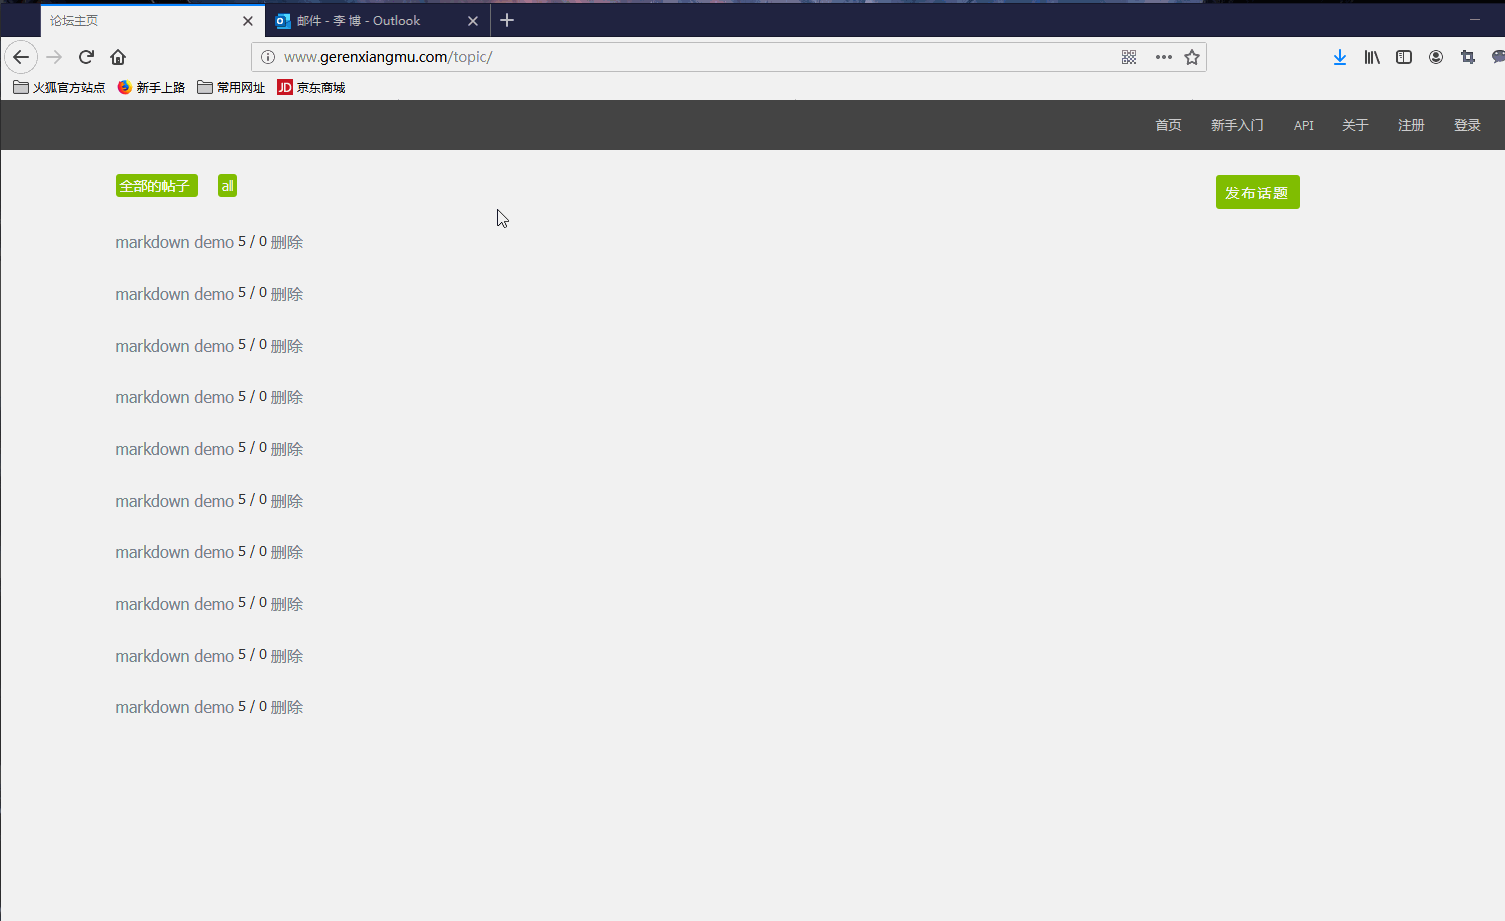 论坛主页
邮件 - 李 博 - Outlook
www.gerenxiangmu.com/topic/
火狐官方站点 新手上路 常用网址 JD 京东商城
首页 新手入门 API 关于 注册 登录
全部的帖子 all 发布话题
markdown demo 5 / 0 删除
markdown demo 5 / 0 删除
markdown demo 5 / 0 删除
markdown demo 5 / 0 删除
markdown demo 5 / 0 删除
markdown demo 5 / 0 删除
markdown demo 5 / 0 删除
markdown demo 5 / 0 删除
markdown demo 5 / 0 删除
markdown demo 5 / 0 删除